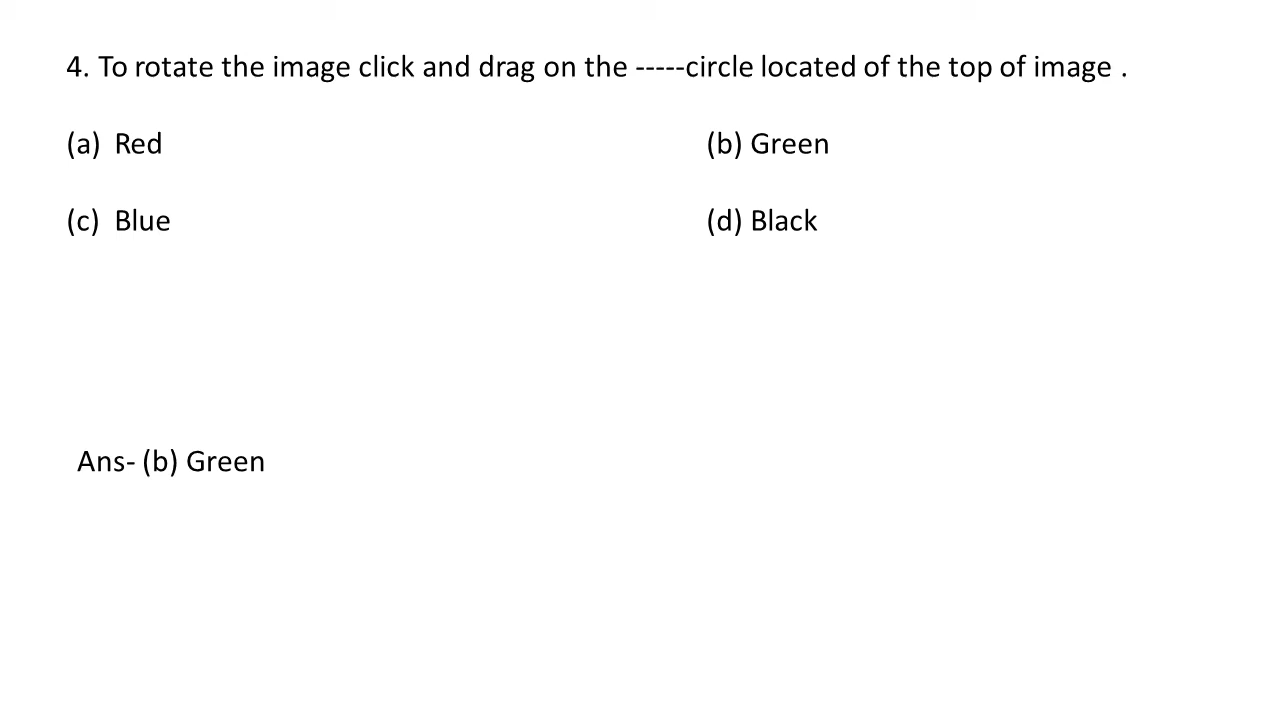 4. To rotate the image click and drag on the -----circle located of the top of image .
(a) Red (b) Green
(c) Blue (d) Black
Ans- (b) Green